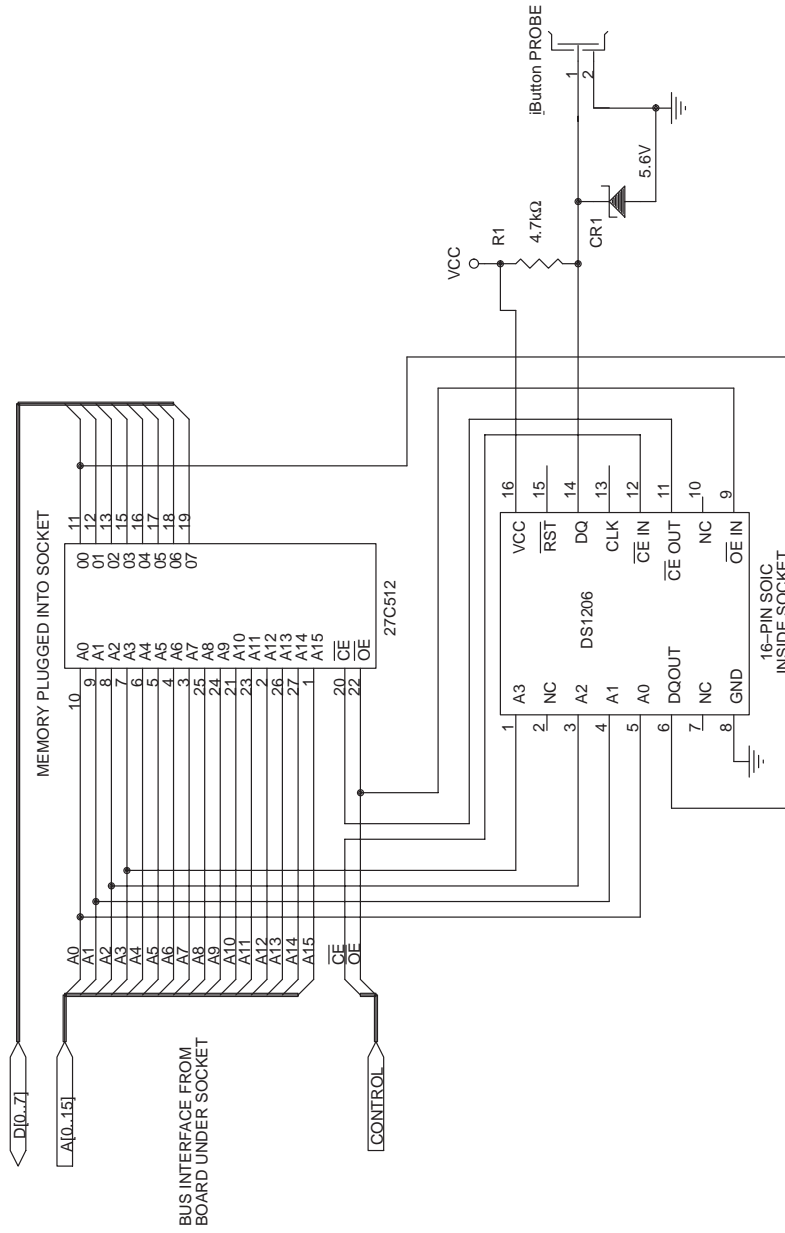 D[0..7]
A[0..15]
BUS INTERFACE FROM
BOARD UNDER SOCKET
CONTROL
A0
A1
A2
A3
A4
A5
A6
A7
A8
A9
A10
A11
A12
A13
A14
A15
CE
OE
MEMORY PLUGGED INTO SOCKET
10 A0 00 11
9 A1 01 12
8 A2 02 13
7 A3 03 15
6 A4 04 16
5 A5 05 17
4 A6 06 18
3 A7 07 19
25 A8
24 A9
21 A10
23 A11
2 A12
26 A13
27 A14
1 A15
20 CE
22 OE
27C512
1 A3 VCC 16
2 NC RST 15
3 A2 DQ 14
4 A1 CLK 13
5 A0 CE IN 12
6 DQOUT CE OUT 11
7 NC NC 10
8 GND OE IN 9
DS1206
16–PIN SOIC
INSIDE SOCKET
VCC
R1
4.7kΩ
CR1
5.6V
1
2
iButton PROBE